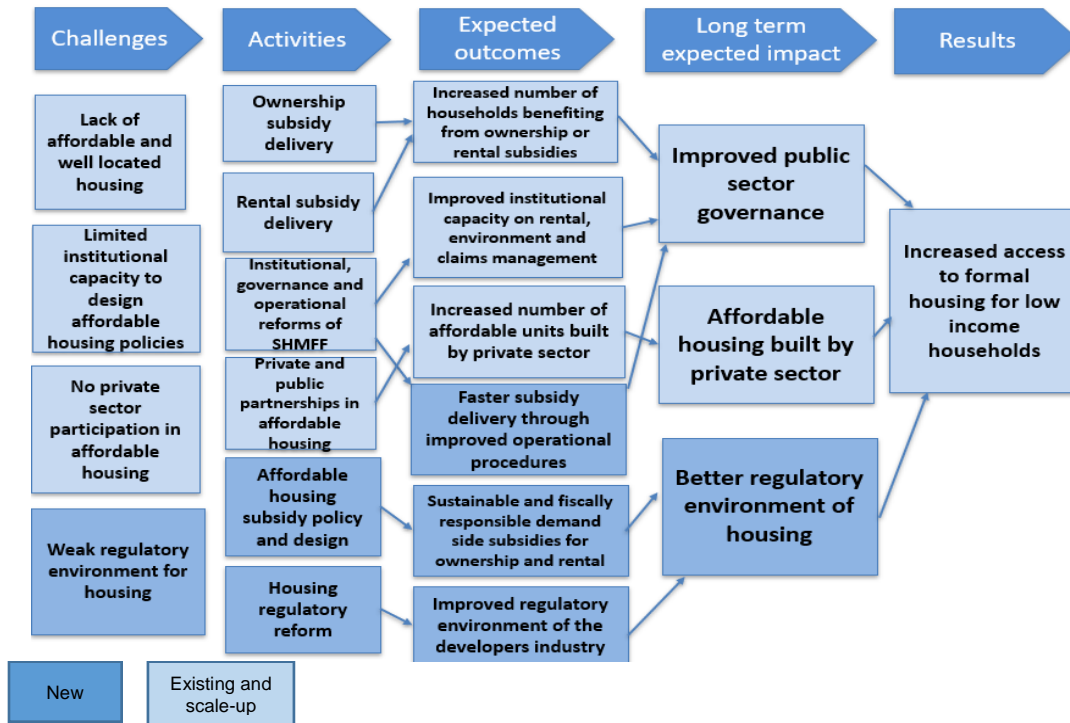 Challenges
Activities
Expected
outcomes
Long term
expected impact
Results
Lack of
affordable and
well located
housing
Limited
institutional
capacity to
design
affordable
housing policies
No private
sector
participation in
affordable
housing
Weak regulatory
environment for
housing
Ownership
subsidy
delivery
Rental subsidy
delivery
Institutional,
governance and
operational
reforms of
SHMFF
Private and
public
partnerships in
affordable
housing
Affordable
housing
subsidy policy
and design
Housing
regulatory
reform
Increased number of
households benefiting
from ownership or
rental subsidies
Improved institutional
capacity on rental,
environment and
claims management
Increased number of
affordable units built
by private sector
Faster subsidy
delivery through
improved operational
procedures
Sustainable and fiscally
responsible demand
side subsidies for
ownership and rental
Improved regulatory
environment of the
developers industry
Improved public
sector
governance
Affordable
housing built by
private sector
Better regulatory
environment of
housing
Increased access
to formal
housing for low
income
households
New
Existing and
scale-up